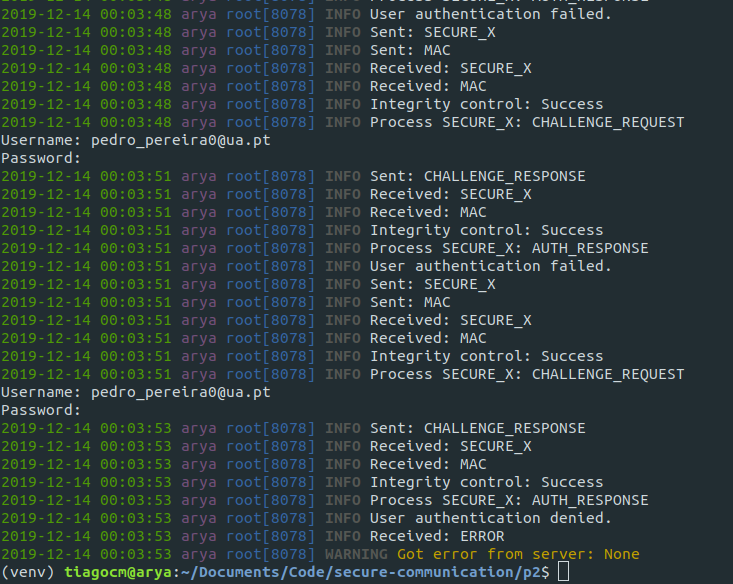 2019-12-14 00:03:48 arya root[8078] INFO Process SECURE_X: AUTH_RESPONSE
2019-12-14 00:03:48 arya root[8078] INFO User authentication failed.
2019-12-14 00:03:48 arya root[8078] INFO Sent: SECURE_X
2019-12-14 00:03:48 arya root[8078] INFO Sent: MAC
2019-12-14 00:03:48 arya root[8078] INFO Received: SECURE_X
2019-12-14 00:03:48 arya root[8078] INFO Received: MAC
2019-12-14 00:03:48 arya root[8078] INFO Integrity control: Success
2019-12-14 00:03:48 arya root[8078] INFO Process SECURE_X: CHALLENGE_REQUEST
Username: pedro_pereira0@ua.pt
Password:
2019-12-14 00:03:51 arya root[8078] INFO Sent: CHALLENGE_RESPONSE
2019-12-14 00:03:51 arya root[8078] INFO Received: SECURE_X
2019-12-14 00:03:51 arya root[8078] INFO Received: MAC
2019-12-14 00:03:51 arya root[8078] INFO Integrity control: Success
2019-12-14 00:03:51 arya root[8078] INFO Process SECURE_X: AUTH_RESPONSE
2019-12-14 00:03:51 arya root[8078] INFO User authentication failed.
2019-12-14 00:03:51 arya root[8078] INFO Sent: SECURE_X
2019-12-14 00:03:51 arya root[8078] INFO Sent: MAC
2019-12-14 00:03:51 arya root[8078] INFO Received: SECURE_X
2019-12-14 00:03:51 arya root[8078] INFO Received: MAC
2019-12-14 00:03:51 arya root[8078] INFO Integrity control: Success
2019-12-14 00:03:51 arya root[8078] INFO Process SECURE_X: CHALLENGE_REQUEST
Username: pedro_pereira0@ua.pt
Password:
2019-12-14 00:03:53 arya root[8078] INFO Sent: CHALLENGE_RESPONSE
2019-12-14 00:03:53 arya root[8078] INFO Received: SECURE_X
2019-12-14 00:03:53 arya root[8078] INFO Received: MAC
2019-12-14 00:03:53 arya root[8078] INFO Integrity control: Success
2019-12-14 00:03:53 arya root[8078] INFO Process SECURE_X: AUTH_RESPONSE
2019-12-14 00:03:53 arya root[8078] INFO User authentication denied.
2019-12-14 00:03:53 arya root[8078] INFO Received: ERROR
2019-12-14 00:03:53 arya root[8078] WARNING Got error from server: None
(venv) tiagocm@arya:~/Documents/Code/secure-communication/p2$